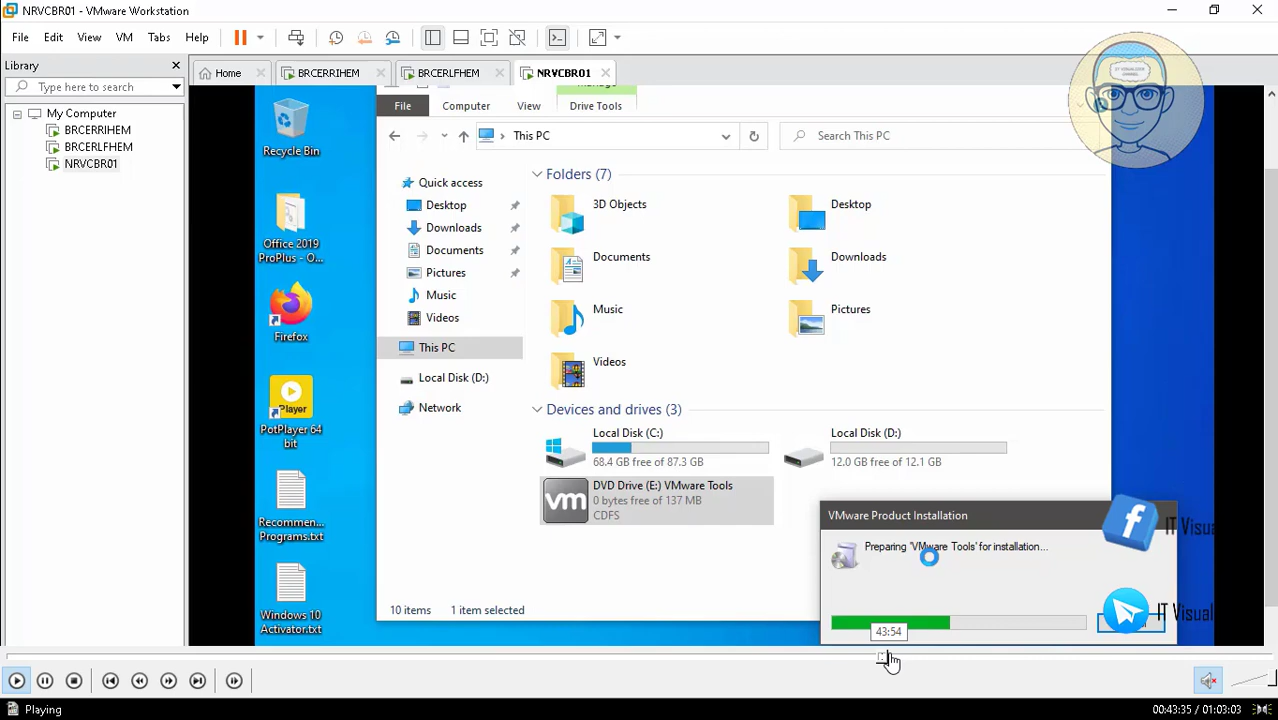 NRVCBR01 - VMware Workstation
File Edit View VM Tabs Help
Library
Type here to search
Home
BRCERRIHEM
BRCERLFHEM
NRVCBR01
My Computer
BRCERRIHEM
BRCERLFHEM
NRVCBR01
File Computer View Drive Tools
This PC
Search This PC
Recycle Bin
Office 2019
ProPlus - O...
Firefox
Player
PotPlayer 64
bit
Recommen...
Programs.txt
Windows 10
Activator.txt
Quick access
Desktop
Downloads
Documents
Pictures
Music
Videos
This PC
Local Disk (D:)
Network
Folders (7)
3D Objects
Desktop
Documents
Downloads
Music
Pictures
Videos
Devices and drives (3)
Local Disk (C:)
68.4 GB free of 87.3 GB
Local Disk (D:)
12.0 GB free of 12.1 GB
vm
DVD Drive (E:) VMware Tools
0 bytes free of 137 MB
CDFS
10 items 1 item selected
VMware Product Installation
Preparing 'VMware Tools' for installation...
IT Visua
IT Visual
43:54
Playing
00:43:35 / 01:03:03